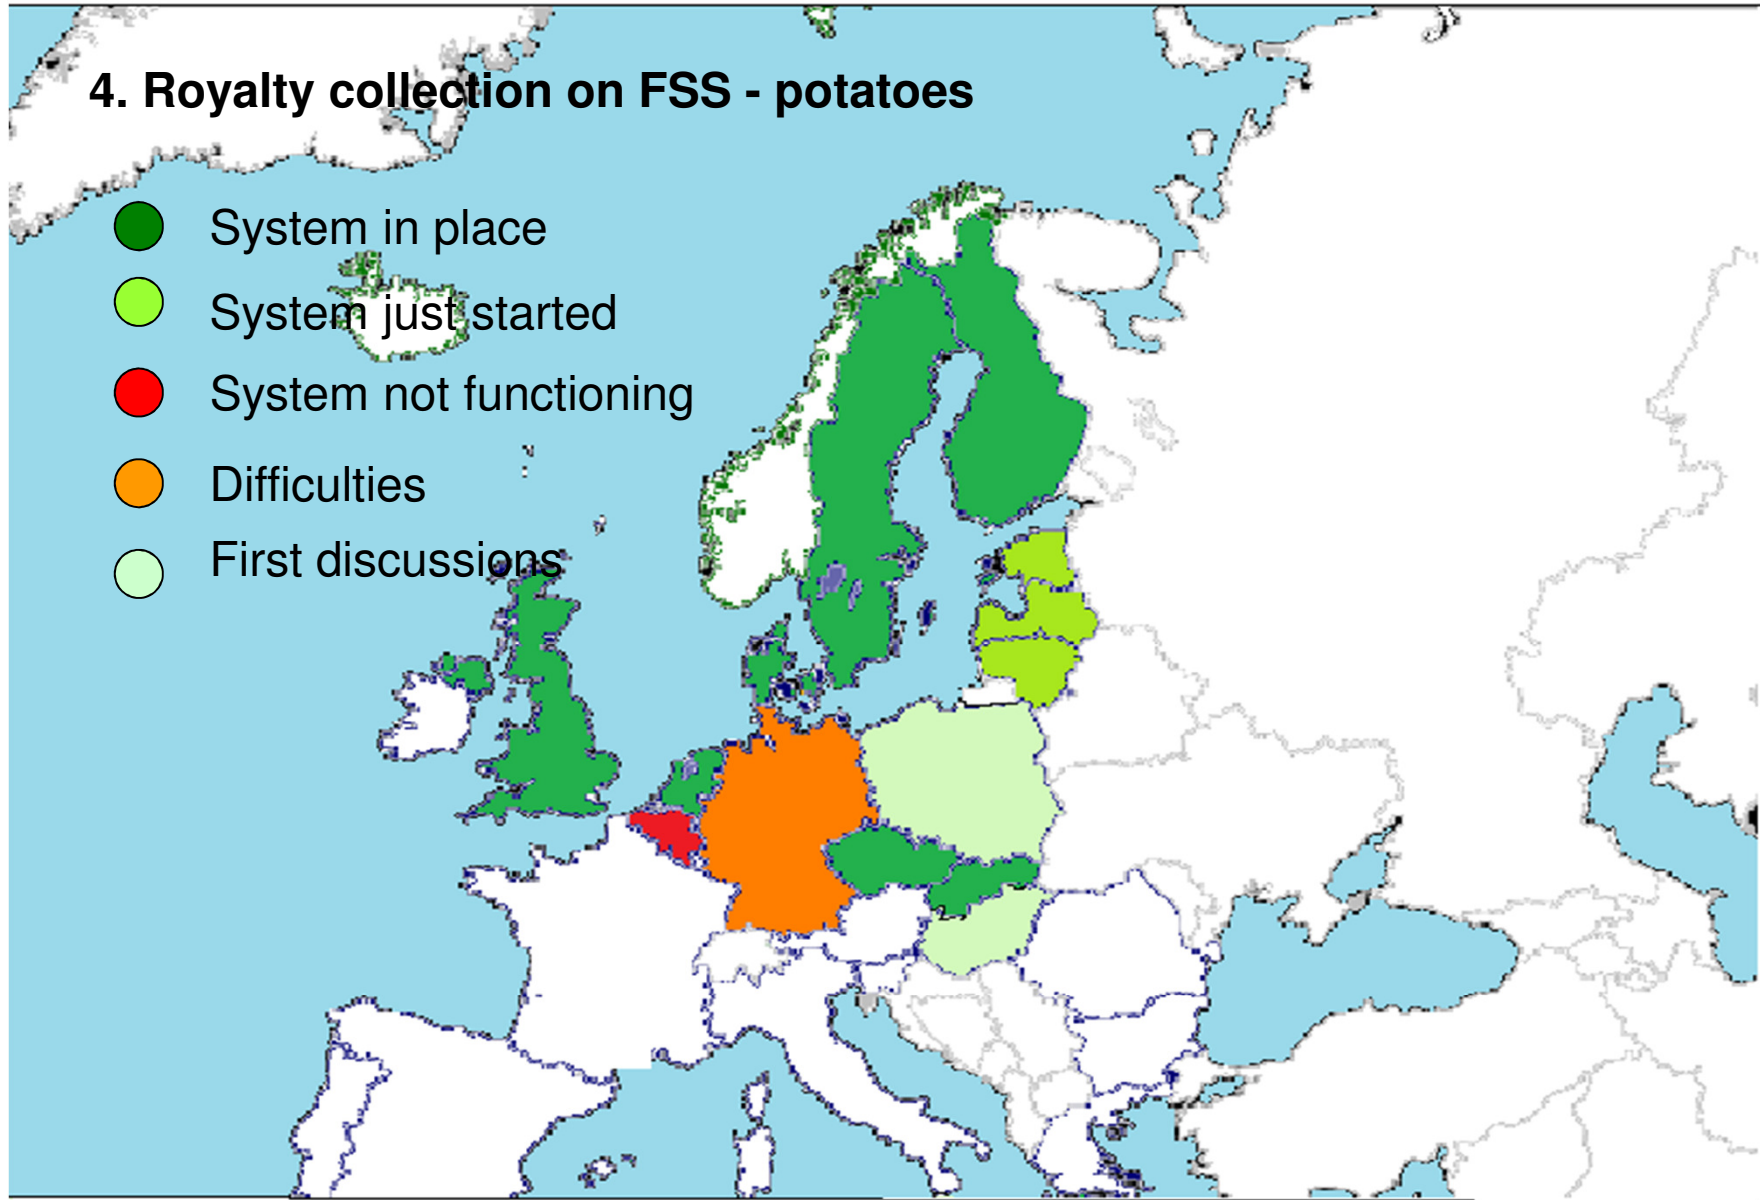 4. Royalty collection on FSS - potatoes
System in place
System just started
System not functioning
Difficulties
First discussions